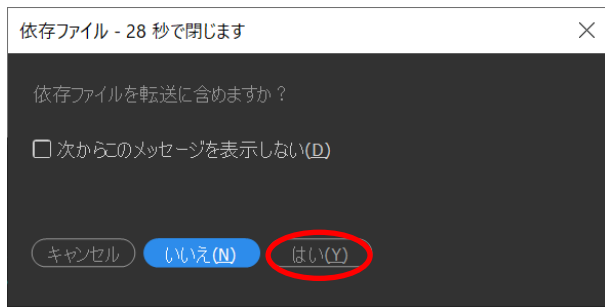 依存ファイル - 28 秒で閉じます
依存ファイルを転送に含めますか？
次からこのメッセージを表示しない(D)
キャンセル いいえ(N) はい(Y)